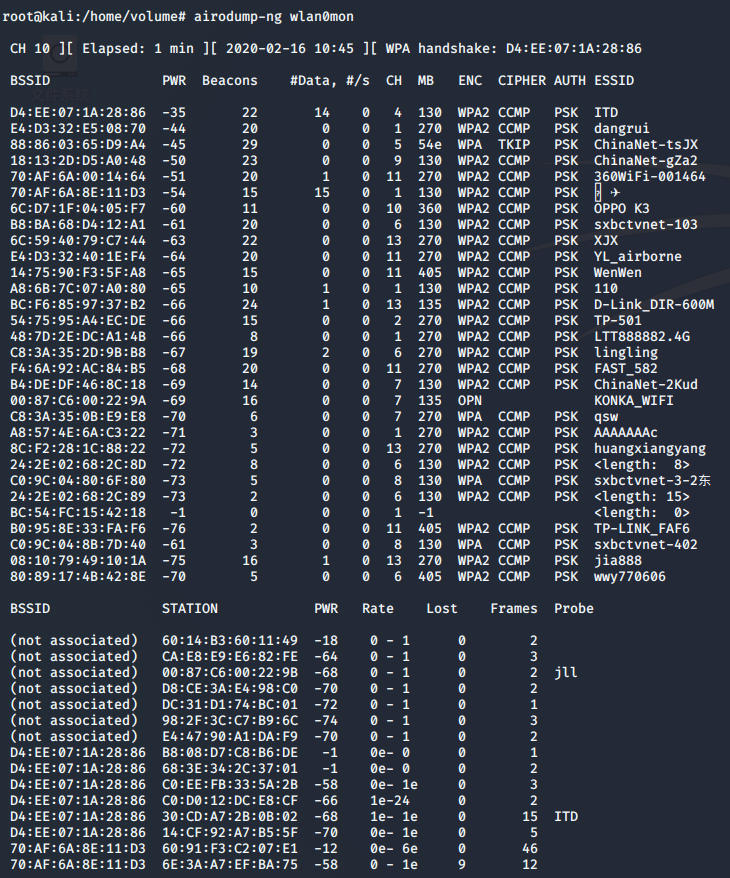 root@kali:/home/volume# airodump-ng wlan0mon
CH 10 ][ Elapsed: 1 min ][ 2020-02-16 10:45 ][ WPA handshake: D4:EE:07:1A:28:86
BSSID PWR Beacons #Data, #/s CH MB ENC CIPHER AUTH ESSID
D4:EE:07:1A:28:86 -35 22 14 0 4 130 WPA2 CCMP PSK ITD
E4:D3:32:E5:08:70 -44 20 0 0 1 270 WPA2 CCMP PSK dangrui
88:86:03:65:D9:A4 -45 9 0 0 5 54e WPA TKIP PSK ChinaNet-tsJX
18:13:2D:D5:A0:48 -50 23 0 0 9 130 WPA2 CCMP PSK ChinaNet-gZa2
70:AF:6A:00:14:64 -51 20 1 0 11 270 WPA2 CCMP PSK 360WiFi-001464
70:AF:6A:8E:11:D3 -54 15 15 0 1 130 WPA2 CCMP PSK ✈
6C:D7:1F:04:05:F7 -60 11 0 0 10 360 WPA2 CCMP PSK OPPO K3
B8:BA:68:D4:12:A1 -61 20 0 0 6 130 WPA2 CCMP PSK sxbctvnet-103
6C:59:40:79:C7:44 -63 22 0 0 13 270 WPA2 CCMP PSK XJX
E4:D3:32:40:1E:F4 -64 20 0 0 11 270 WPA2 CCMP PSK YL_airborne
14:75:90:F3:5F:A8 -65 15 0 0 11 405 WPA2 CCMP PSK WenWen
A8:6B:7C:07:A0:80 -65 10 1 0 1 130 WPA2 CCMP PSK 110
BC:F6:85:97:37:B2 -66 24 1 0 13 135 WPA2 CCMP PSK D-Link_DIR-600M
54:75:95:A4:EC:DE -66 15 0 0 2 270 WPA2 CCMP PSK TP-501
48:7D:2E:DC:A1:4B -66 8 0 0 1 270 WPA2 CCMP PSK LTT888882.4G
C8:3A:35:2D:9B:B8 -67 19 2 0 6 270 WPA2 CCMP PSK lingling
F4:6A:92:AC:84:B5 -68 20 0 0 11 270 WPA2 CCMP PSK FAST_582
B4:DE:DF:46:8C:18 -69 14 0 0 7 130 WPA2 CCMP PSK ChinaNet-2Kud
00:87:C6:00:22:9A -69 16 0 0 7 135 OPN KONKA_WIFI
C8:3A:35:0B:E9:E8 -70 6 0 0 7 270 WPA CCMP PSK qsw
A8:57:4E:6A:C3:22 -71 3 0 0 1 270 WPA2 CCMP PSK AAAAAAAc
8C:F2:28:1C:88:22 -72 5 0 0 13 270 WPA2 CCMP PSK huangxiangyang
24:2E:02:68:2C:8D -72 8 0 0 6 130 WPA2 CCMP PSK <length: 8>
C0:9C:04:80:6F:80 -73 5 0 0 8 130 WPA CCMP PSK sxbctvnet-3-2东
24:2E:02:68:2C:89 -73 2 0 0 6 130 WPA2 CCMP PSK <length: 15>
BC:54:FC:15:42:18 -1 0 0 0 1 -1 <length: 0>
B0:95:8E:33:FA:F6 -76 2 0 0 11 405 WPA2 CCMP PSK TP-LINK_FAF6
C0:9C:04:8B:7D:40 -61 3 0 0 8 130 WPA CCMP PSK sxbctvnet-402
08:10:79:49:10:1A -75 16 1 0 13 270 WPA2 CCMP PSK jia888
80:89:17:4B:42:8E -70 5 0 0 6 405 WPA2 CCMP PSK wwy770606
BSSID STATION PWR Rate Lost Frames Probe
(not associated) 60:14:B3:60:11:49 -18 0 - 1 0 2
(not associated) CA:E8:E9:E6:82:FE -64 0 - 1 0 3
(not associated) 00:87:C6:00:22:9B -68 0 - 1 0 2 jll
(not associated) D8:CE:3A:E4:98:C0 -70 0 - 1 0 2
(not associated) DC:31:D1:74:BC:01 -72 0 - 1 0 1
(not associated) 98:2F:3C:C7:B9:6C -74 0 - 1 0 3
(not associated) E4:47:90:A1:DA:F9 -70 0 - 1 0 2
D4:EE:07:1A:28:86 B8:08:D7:C8:B6:DE -1 0e- 0 0 1
D4:EE:07:1A:28:86 68:3E:34:2C:37:01 -1 0e- 0 0 2
D4:EE:07:1A:28:86 C0:EE:FB:33:5A:2B -58 0e- 1e 0 3
D4:EE:07:1A:28:86 C0:D0:12:DC:E8:CF -66 1e-24 0 2
D4:EE:07:1A:28:86 30:CD:A7:2B:0B:02 -68 1e- 1e 0 15 ITD
D4:EE:07:1A:28:86 14:CF:92:A7:B5:5F -70 0e- 1e 0 5
70:AF:6A:8E:11:D3 60:91:F3:C2:07:E1 -12 0e- 6e 0 46
70:AF:6A:8E:11:D3 6E:3A:A7:EF:BA:75 -58 0 - 1e 9 12